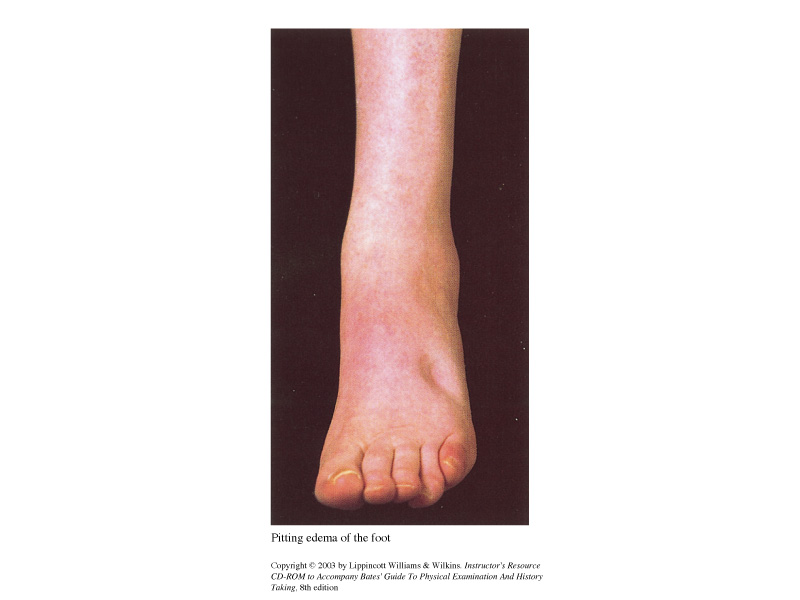 Pitting edema of the foot
Copyright © 2003 by Lippincott Williams & Wilkins. Instructor's Resource
CD-ROM to Accompany Bates' Guide To Physical Examination And History
Taking, 8th edition